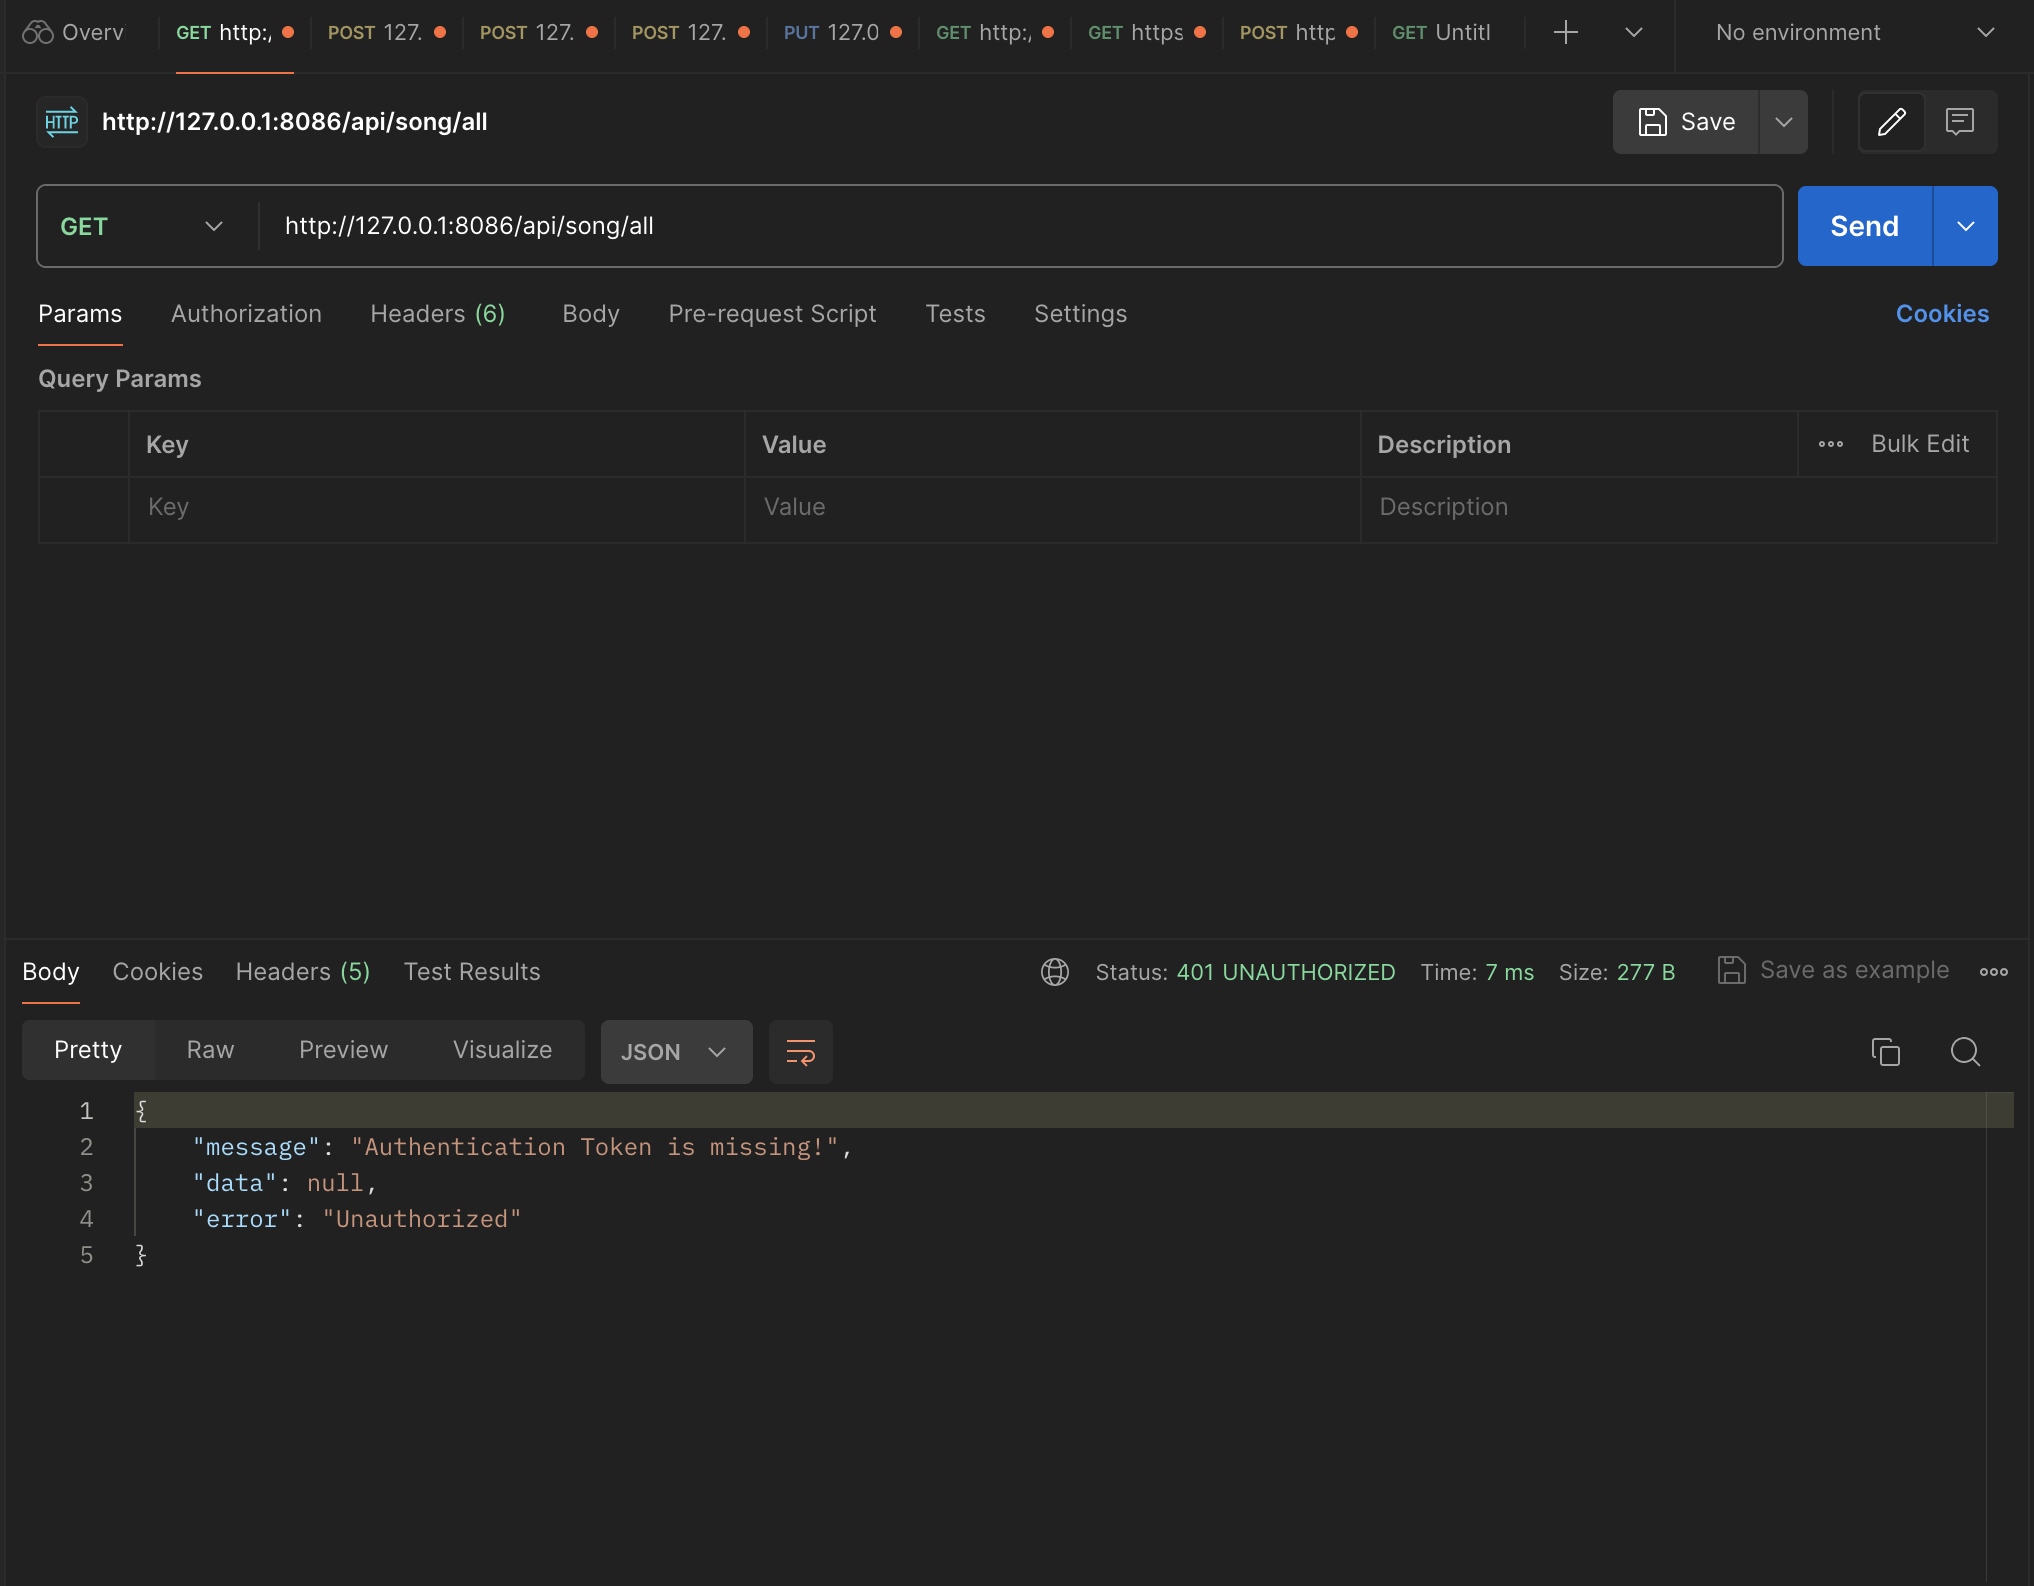 Overv GET http:/ POST 127. POST 127. POST 127. PUT 127.0 GET http:/ GET https POST http GET Untitl No environment
HTTP http://127.0.0.1:8086/api/song/all Save
GET http://127.0.0.1:8086/api/song/all Send
Params Authorization Headers (6) Body Pre-request Script Tests Settings Cookies
Query Params
Key Value Description Bulk Edit
Key Value Description
Body Cookies Headers (5) Test Results Status: 401 UNAUTHORIZED Time: 7 ms Size: 277 B Save as example
Pretty Raw Preview Visualize JSON
1 {
2 "message": "Authentication Token is missing!",
3 "data": null,
4 "error": "Unauthorized"
5 }